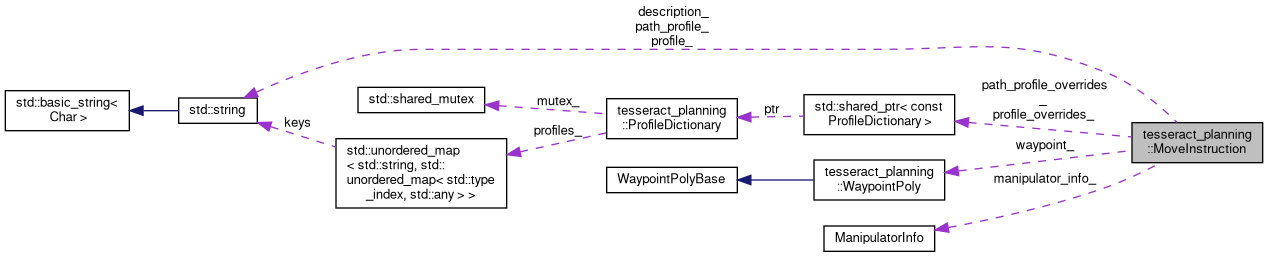 description_
path_profile_
profile_
std::basic_string<
Char >
std::string
keys
std::shared_mutex
mutex_
profiles_
std::unordered_map
< std::string, std::
unordered_map< std::type
_index, std::any > >
tesseract_planning
::ProfileDictionary
ptr
std::shared_ptr< const
ProfileDictionary >
path_profile_overrides
_
profile_overrides_
WaypointPolyBase
tesseract_planning
::WaypointPoly
waypoint_
manipulator_info_
ManipulatorInfo
tesseract_planning
::MoveInstruction